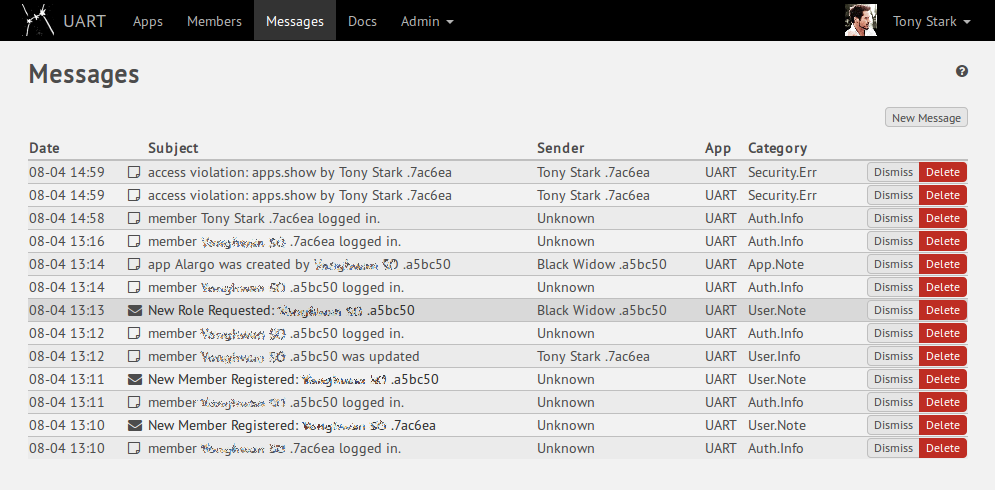 UART Apps Members Messages Docs Admin Tony Stark
Messages
New Message
Date Subject Sender App Category
08-04 14:59 access violation: apps.show by Tony Stark .7ac6ea Tony Stark .7ac6ea UART Security.Err Dismiss Delete
08-04 14:59 access violation: apps.show by Tony Stark .7ac6ea Tony Stark .7ac6ea UART Security.Err Dismiss Delete
08-04 14:58 member Tony Stark .7ac6ea logged in. Unknown UART Auth.Info Dismiss Delete
08-04 13:16 member .7ac6ea logged in. Unknown UART Auth.Info Dismiss Delete
08-04 13:14 app Alargo was created by .a5bc50 Black Widow .a5bc50 UART App.Note Dismiss Delete
08-04 13:14 member .a5bc50 logged in. Unknown UART Auth.Info Dismiss Delete
08-04 13:13 New Role Requested: .a5bc50 Black Widow .a5bc50 UART User.Note Dismiss Delete
08-04 13:12 member .a5bc50 logged in. Unknown UART Auth.Info Dismiss Delete
08-04 13:12 member .a5bc50 was updated Tony Stark .7ac6ea UART User.Info Dismiss Delete
08-04 13:11 New Member Registered: .a5bc50 Unknown UART User.Note Dismiss Delete
08-04 13:11 member .a5bc50 logged in. Unknown UART Auth.Info Dismiss Delete
08-04 13:10 New Member Registered: .7ac6ea Unknown UART User.Note Dismiss Delete
08-04 13:10 member .7ac6ea logged in. Unknown UART Auth.Info Dismiss Delete